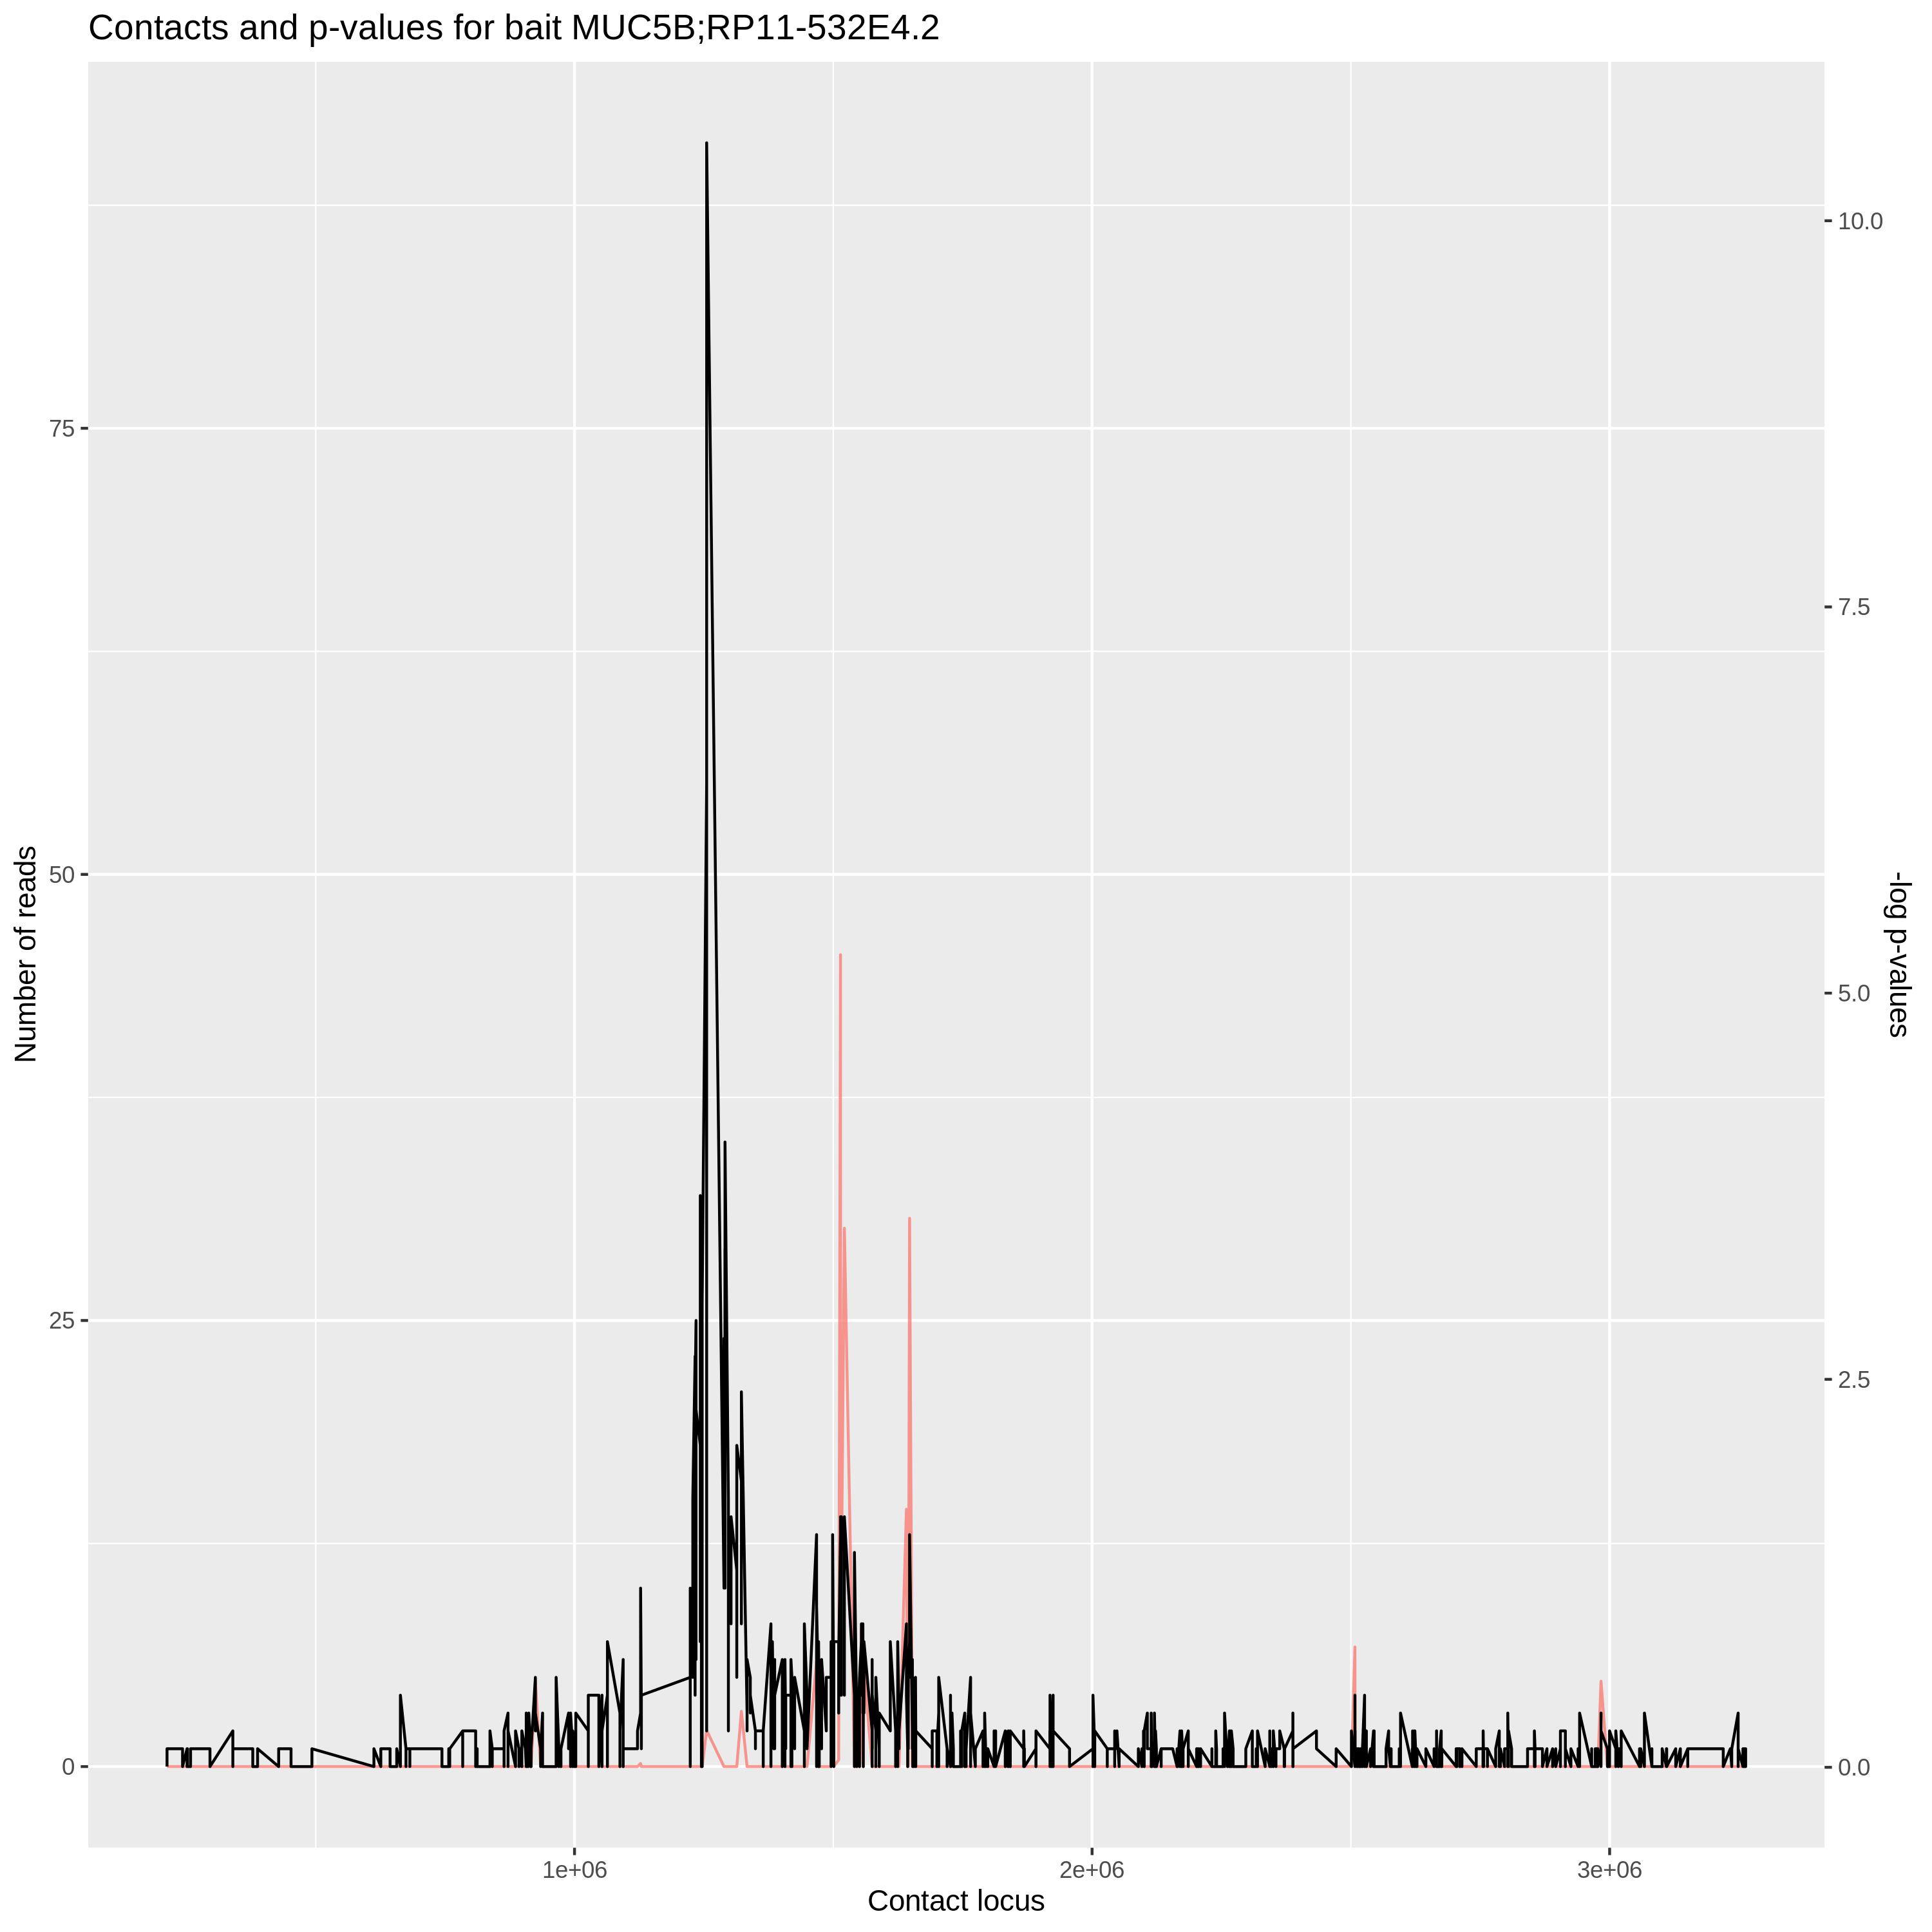 Contacts and p-values for bait MUC5B;RP11-532E4.2
Number of reads
75
50
25
0
10.0
7.5
5.0
2.5
0.0
-log p-values
1e+06 2e+06 3e+06
Contact locus